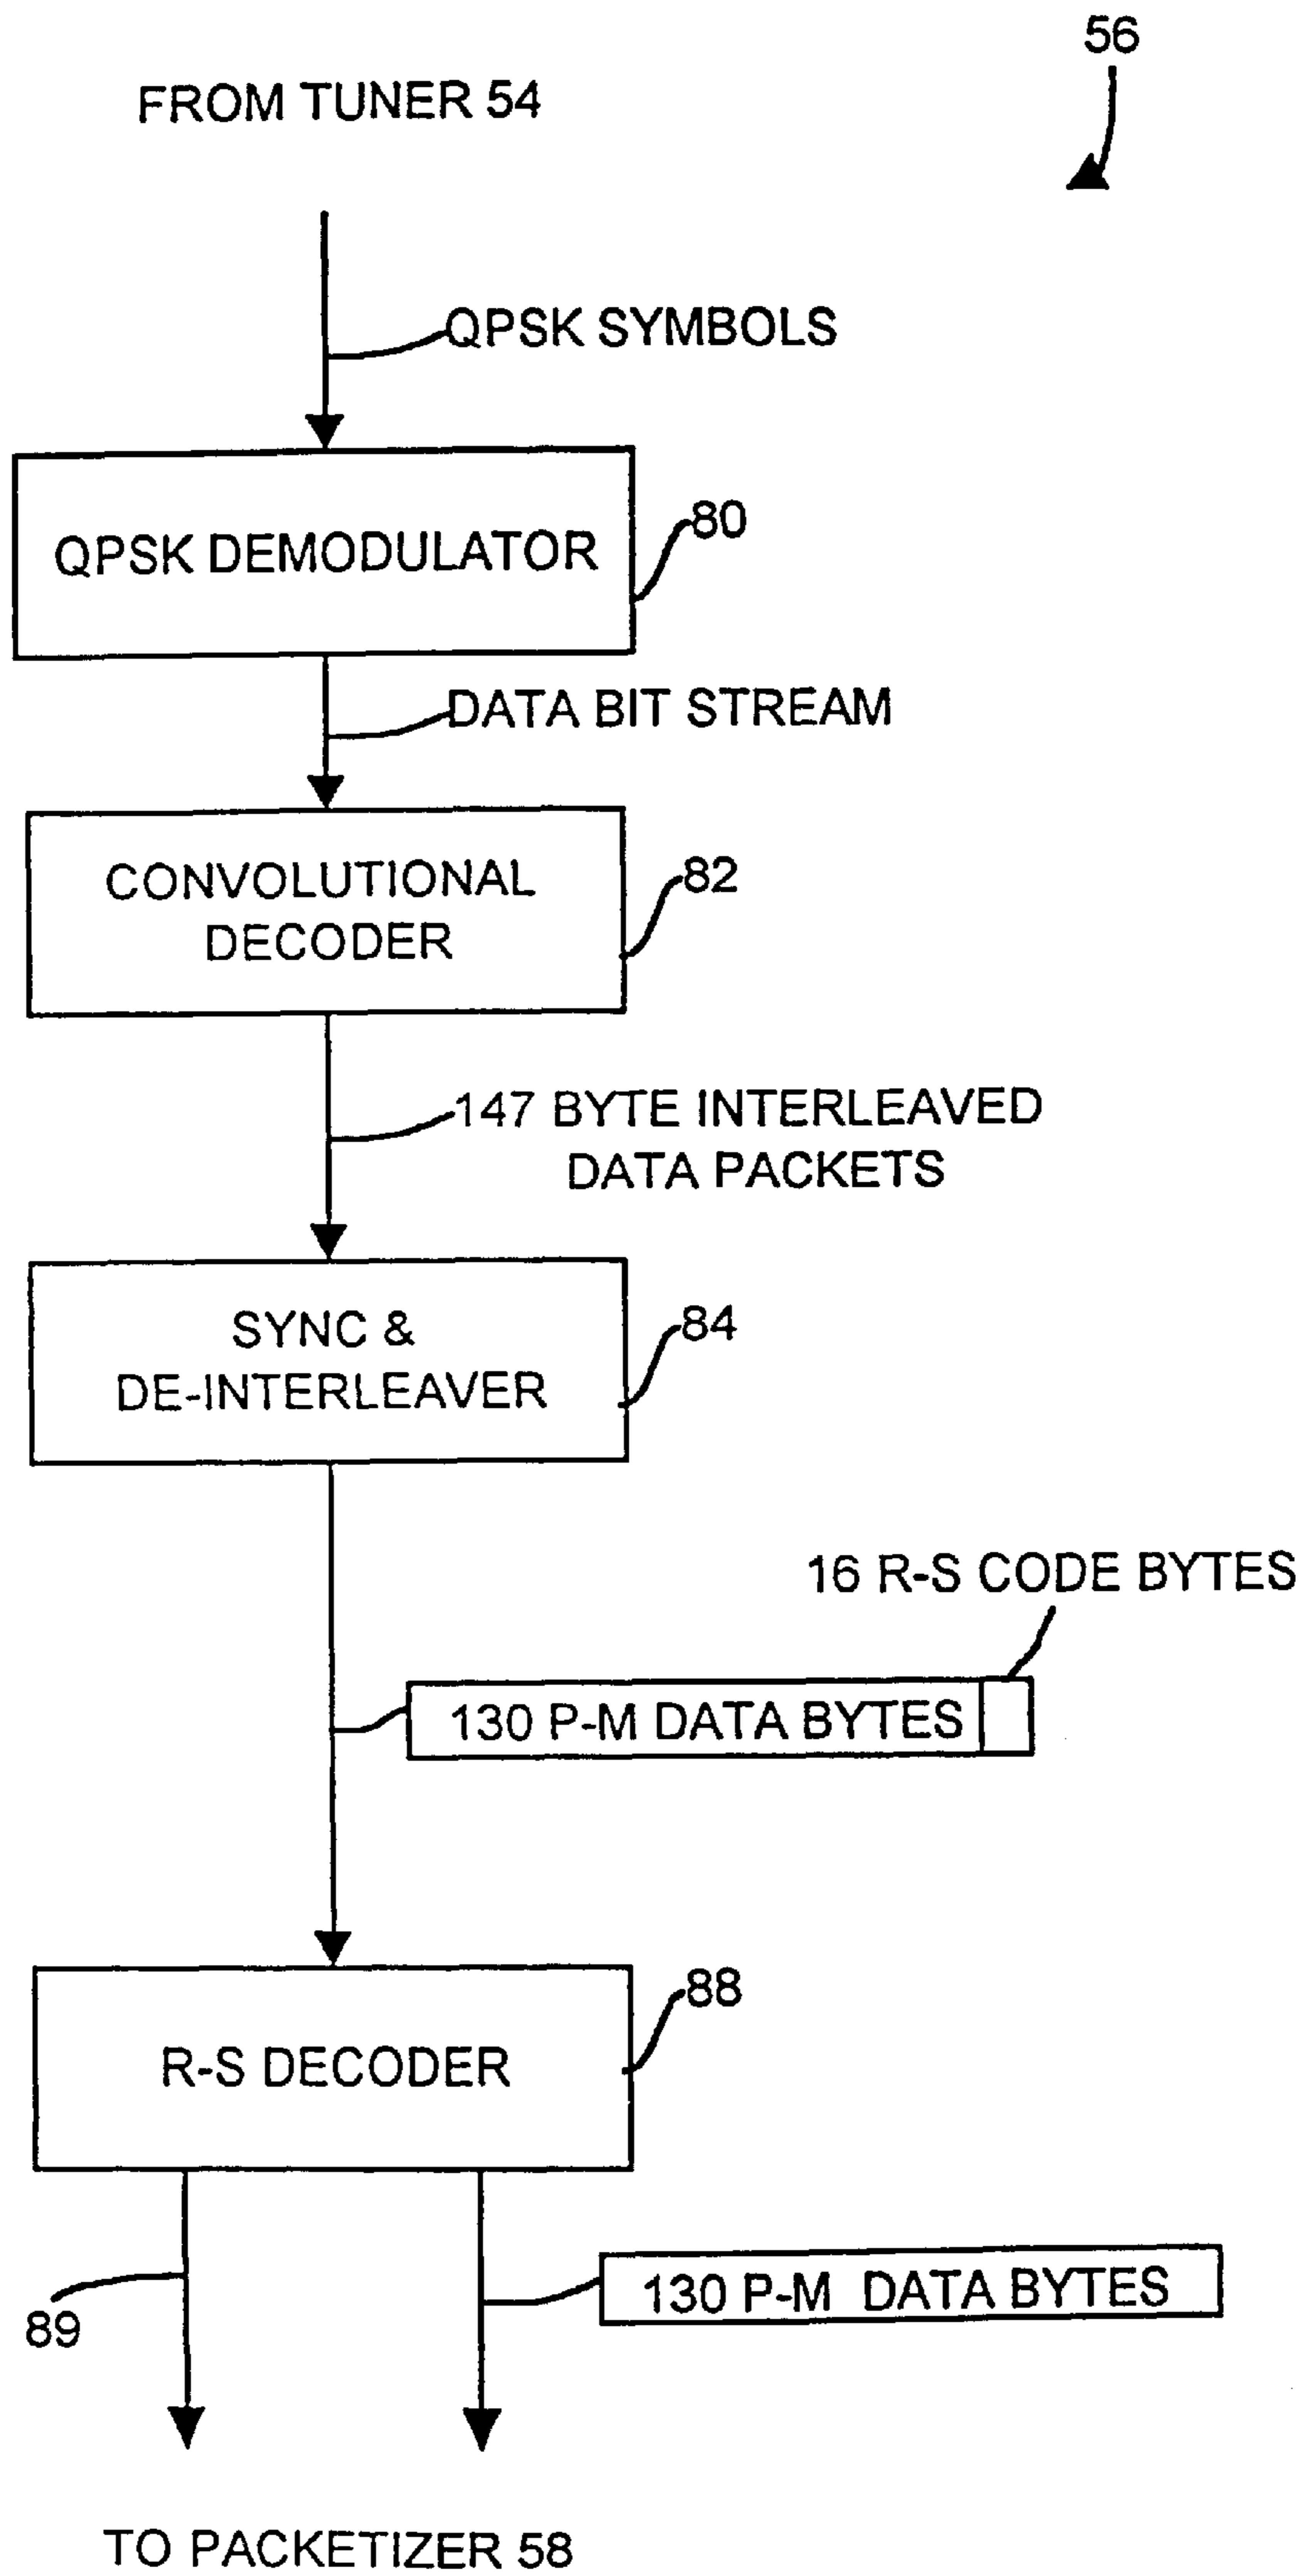 56
FROM TUNER 54
QPSK SYMBOLS
QPSK DEMODULATOR
80
DATA BIT STREAM
CONVOLUTIONAL
DECODER
82
147 BYTE INTERLEAVED
DATA PACKETS
SYNC &
DE-INTERLEAVER
84
16 R-S CODE BYTES
130 P-M DATA BYTES
R-S DECODER
88
89
130 P-M DATA BYTES
TO PACKETIZER 58